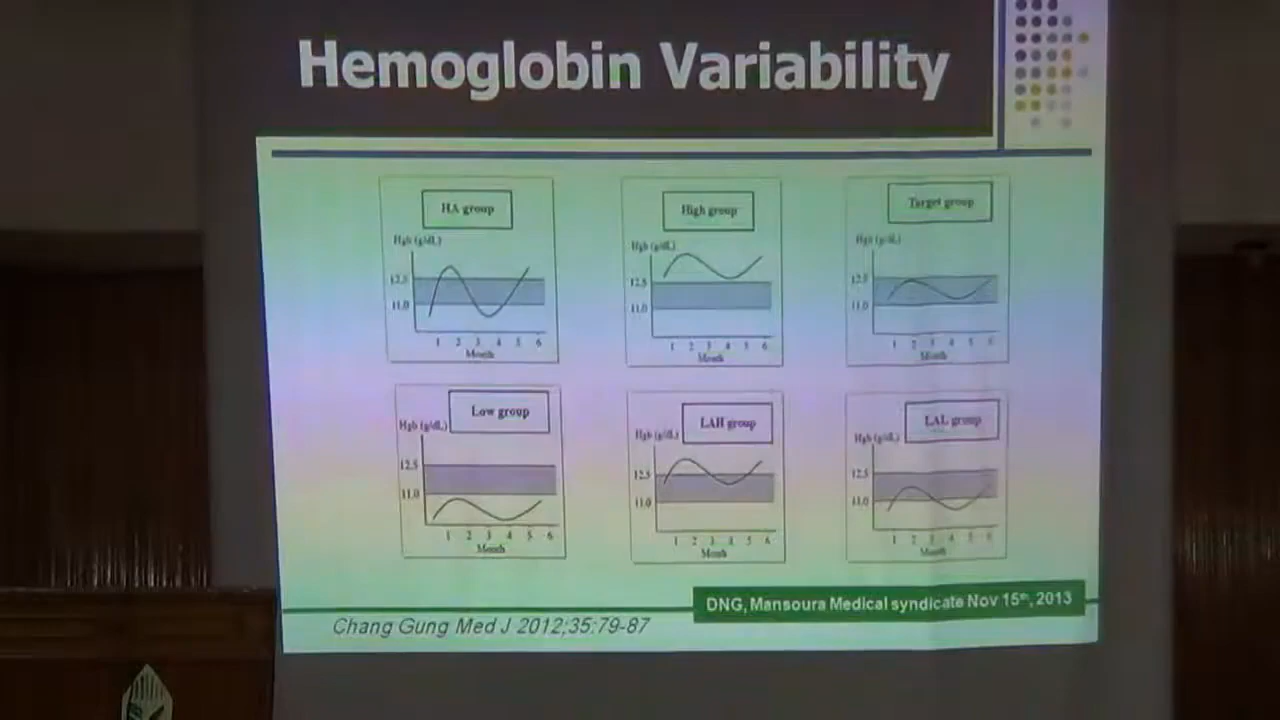 Hemoglobin Variability
HA group
Hgb (g/dL)
12.5
11.0
1 2 3 4 5 6
Month
High group
Hgb (g/dL)
12.5
11.0
1 2 3 4 5 6
Month
Target group
Hgb (g/dL)
12.5
11.0
1 2 3 4 5 6
Month
Low group
Hgb (g/dL)
12.5
11.0
1 2 3 4 5 6
Month
LAH group
Hgb (g/dL)
12.5
11.0
1 2 3 4 5 6
Month
LAL group
Hgb (g/dL)
12.5
11.0
1 2 3 4 5 6
Month
DNG, Mansoura Medical syndicate Nov 15th, 2013
Chang Gung Med J 2012;35:79-87